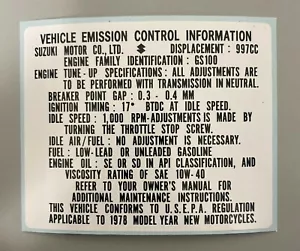 VEHICLE EMISSION CONTROL INFORMATION
SUZUKI MOTOR CO., LTD. DISPLACEMENT : 997CC
ENGINE FAMILY IDENTIFICATION : GS100
ENGINE TUNE-UP SPECIFICATIONS : ALL ADJUSTMENTS ARE
TO BE PERFORMED WITH TRANSMISSION IN NEUTRAL.
BREAKER POINT GAP : 0.3 - 0.4 MM
IGNITION TIMING : 17° BTDC AT IDLE SPEED.
IDLE SPEED : 1,000 RPM-ADJUSTMENTS IS MADE BY
TURNING THE THROTTLE STOP SCREW.
IDLE AIR/FUEL : NO ADJUSTMENT IS NECESSARY.
FUEL : LOW-LEAD OR UNLEADED GASOLINE
ENGINE OIL : SE OR SD IN API CLASSIFICATION, AND
VISCOSITY RATING OF SAE 10W-40
REFER TO YOUR OWNER'S MANUAL FOR
ADDITIONAL MAINTENANCE INSTRUCTIONS.
THIS VEHICLE CONFORMS TO U.S.E.P.A. REGULATION
APPLICABLE TO 1978 MODEL YEAR NEW MOTORCYCLES.